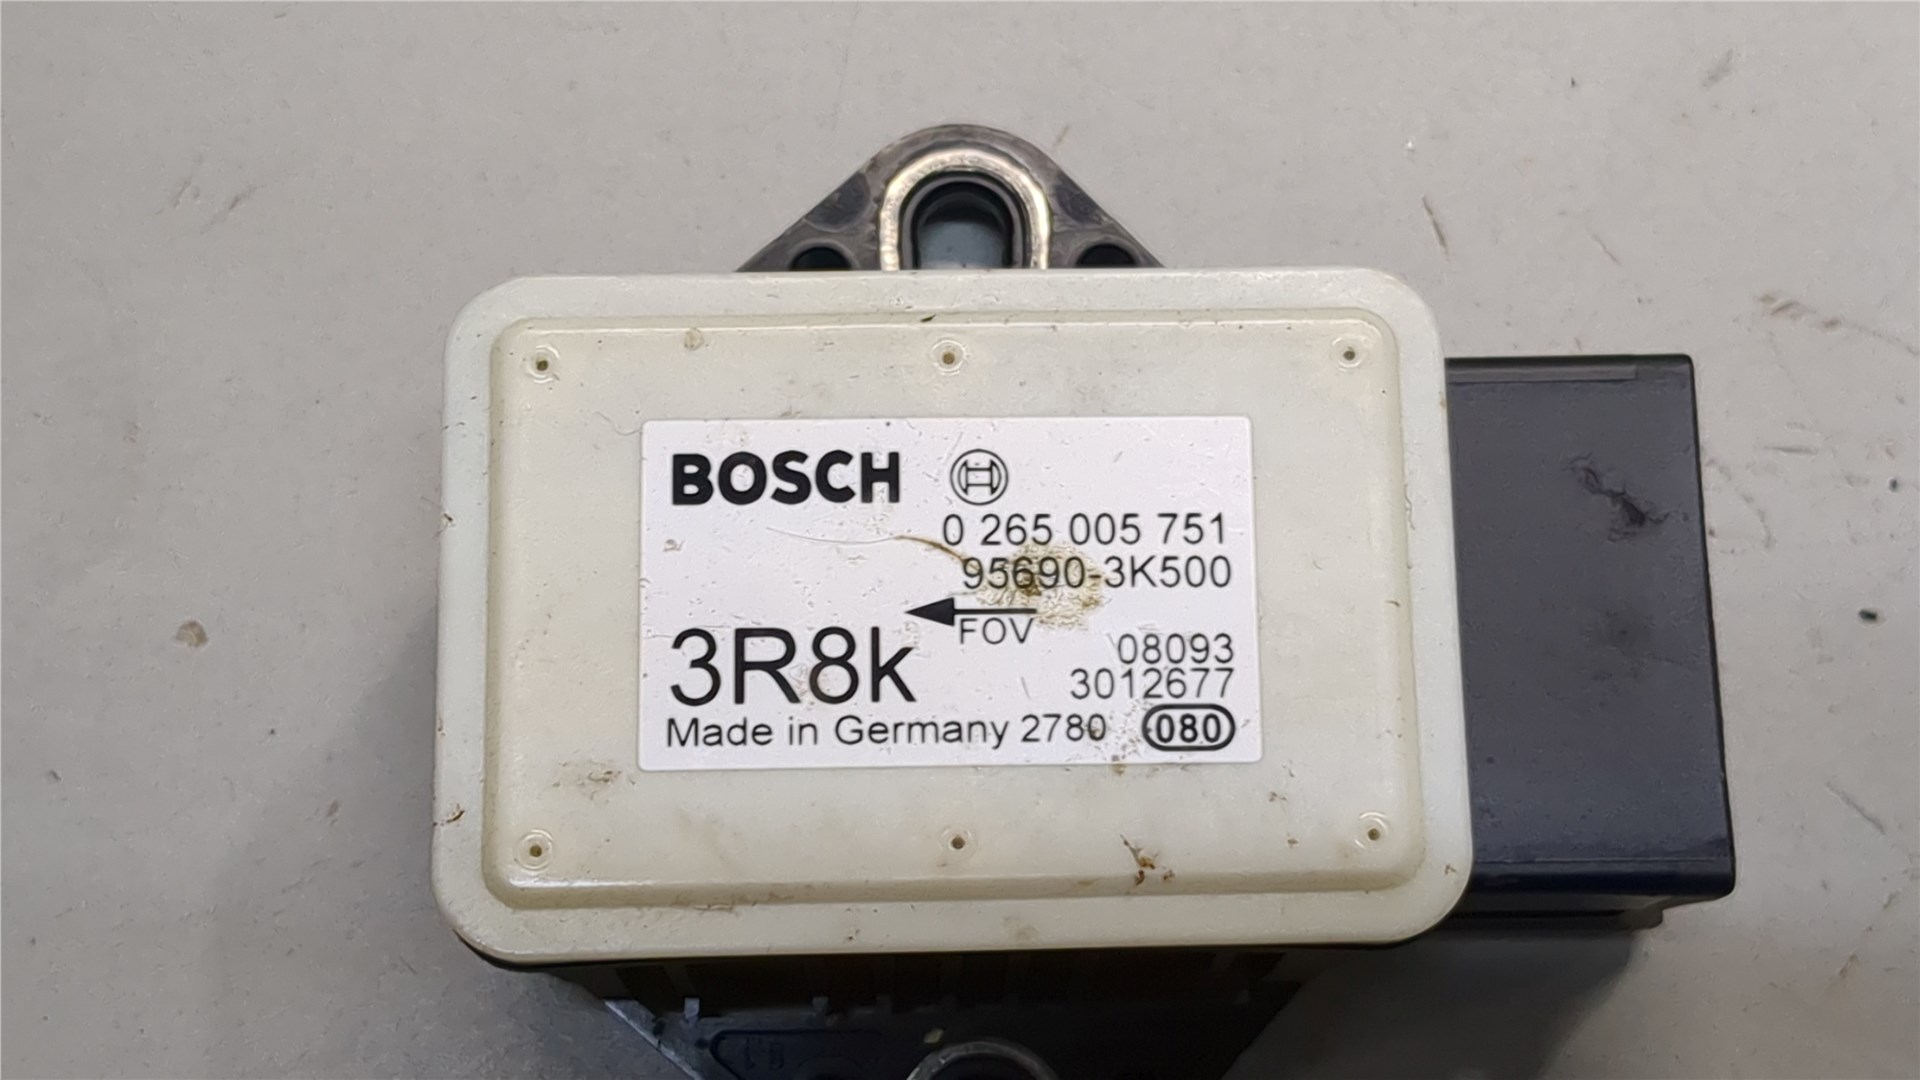 BOSCH
0 265 005 751
95690-3K500
FOV
3R8k
08093
3012677
Made in Germany 2780 080